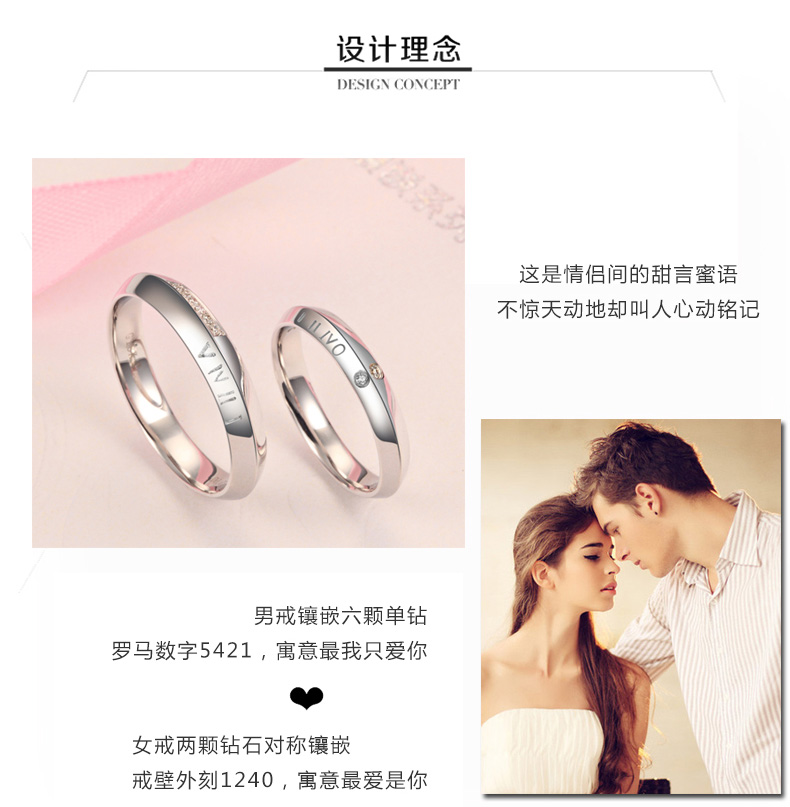 设计理念
DESIGN CONCEPT
这是情侣间的甜言蜜语
不惊天动地却叫人心动铭记
男戒镶嵌六颗单钻
罗马数字5421，寓意最我只爱你
女戒两颗钻石对称镶嵌
戒壁外刻1240，寓意最爱是你